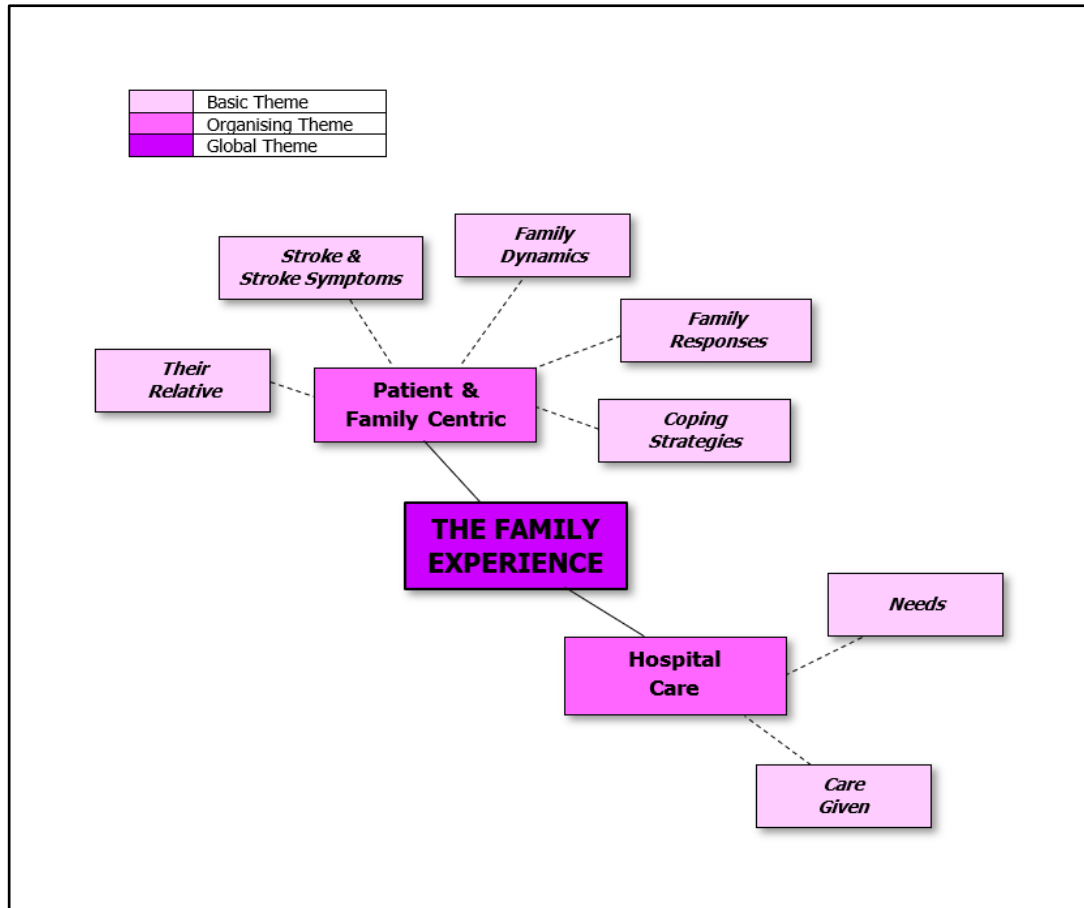 Basic Theme
Organising Theme
Global Theme
Family
Dynamics
Stroke &
Stroke Symptoms
Family
Responses
Their
Relative
Patient &
Family Centric
Coping
Strategies
THE FAMILY
EXPERIENCE
Needs
Hospital
Care
Care
Given